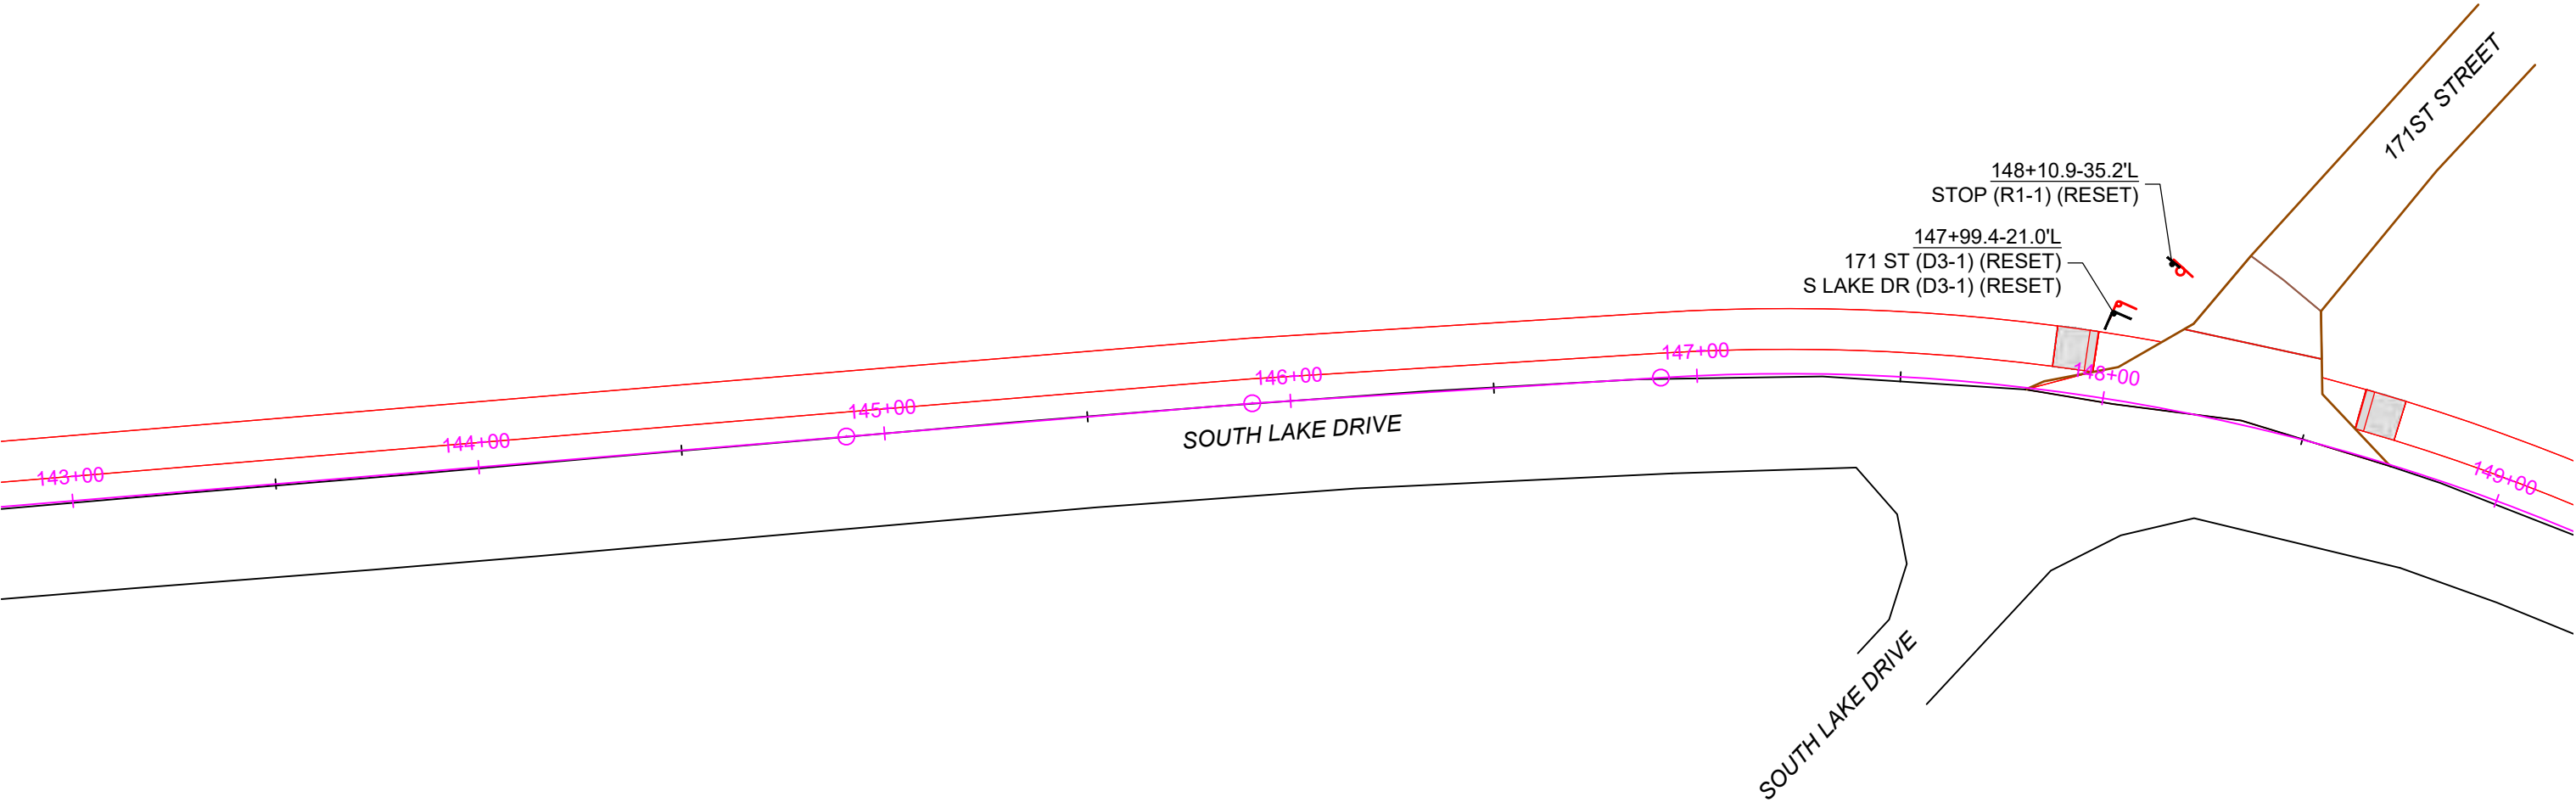 171ST STREET
148+10.9-35.2'L
STOP (R1-1) (RESET)
147+99.4-21.0'L
171 ST (D3-1) (RESET)
S LAKE DR (D3-1) (RESET)
143+00
144+00
145+00
146+00
147+00
148+00
149+00
SOUTH LAKE DRIVE
SOUTH LAKE DRIVE